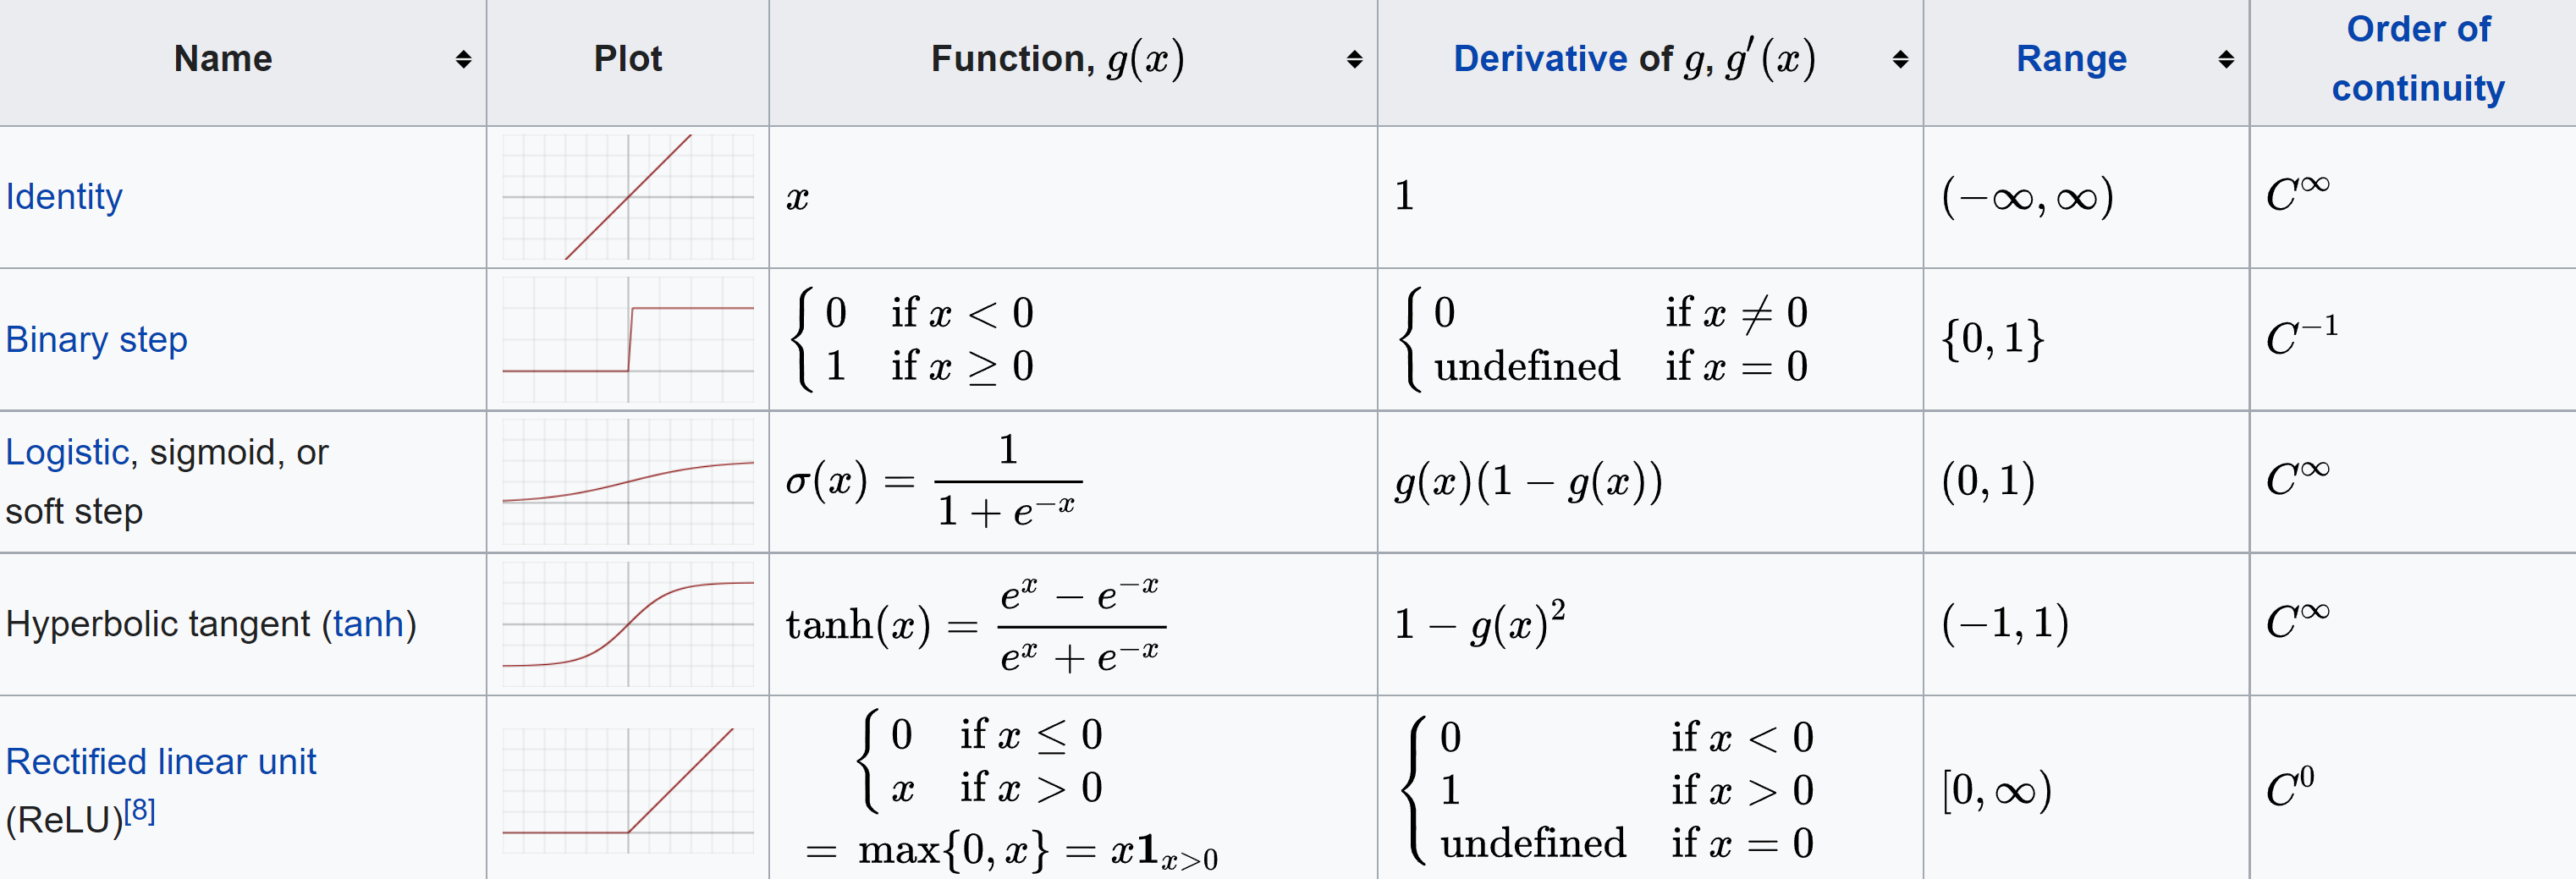 Name Plot Function, g(x) Derivative of g, g′(x) Range Order of continuity
Identity x 1 (−∞, ∞) C^∞
Binary step { 0 if x < 0 { 0 if x ≠ 0 {0, 1} C^−1
1 if x ≥ 0 undefined if x = 0
Logistic, sigmoid, or
soft step σ(x) = 1 / (1 + e^−x) g(x)(1 − g(x)) (0, 1) C^∞
Hyperbolic tangent (tanh) tanh(x) = (e^x − e^−x) / (e^x + e^−x) 1 − g(x)^2 (−1, 1) C^∞
Rectified linear unit
(ReLU)[8] { 0 if x ≤ 0 { 0 if x < 0 [0, ∞) C^0
x if x > 0 1 if x > 0
= max{0, x} = x1_{x>0} undefined if x = 0